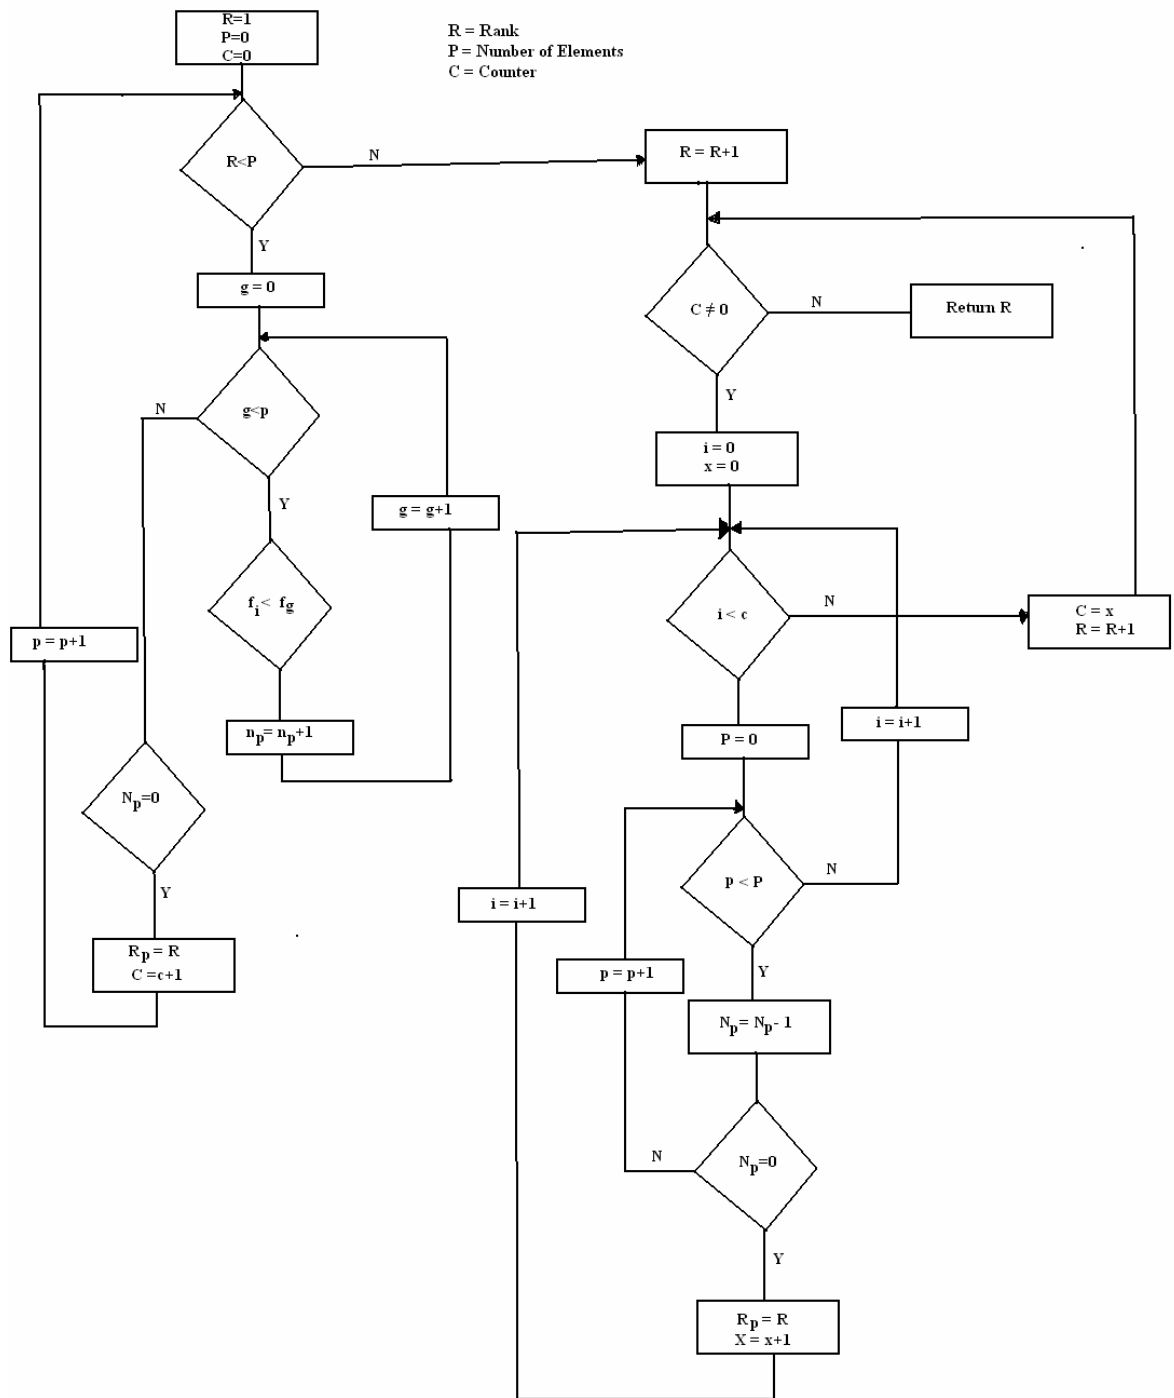 R=1
P=0
C=0
R = Rank
P = Number of Elements
C = Counter
R<P
N
Y
R = R+1
g = 0
C ≠ 0
N
Return R
Y
g<p
N
Y
i = 0
x = 0
g = g+1
fi < fg
i < c
N
C = x
R = R+1
p = p+1
np= np+1
P = 0
i = i+1
Np=0
Y
p < P
N
Y
i = i+1
Rp = R
C =c+1
p = p+1
Np= Np- 1
Np=0
N
Y
Rp = R
X = x+1